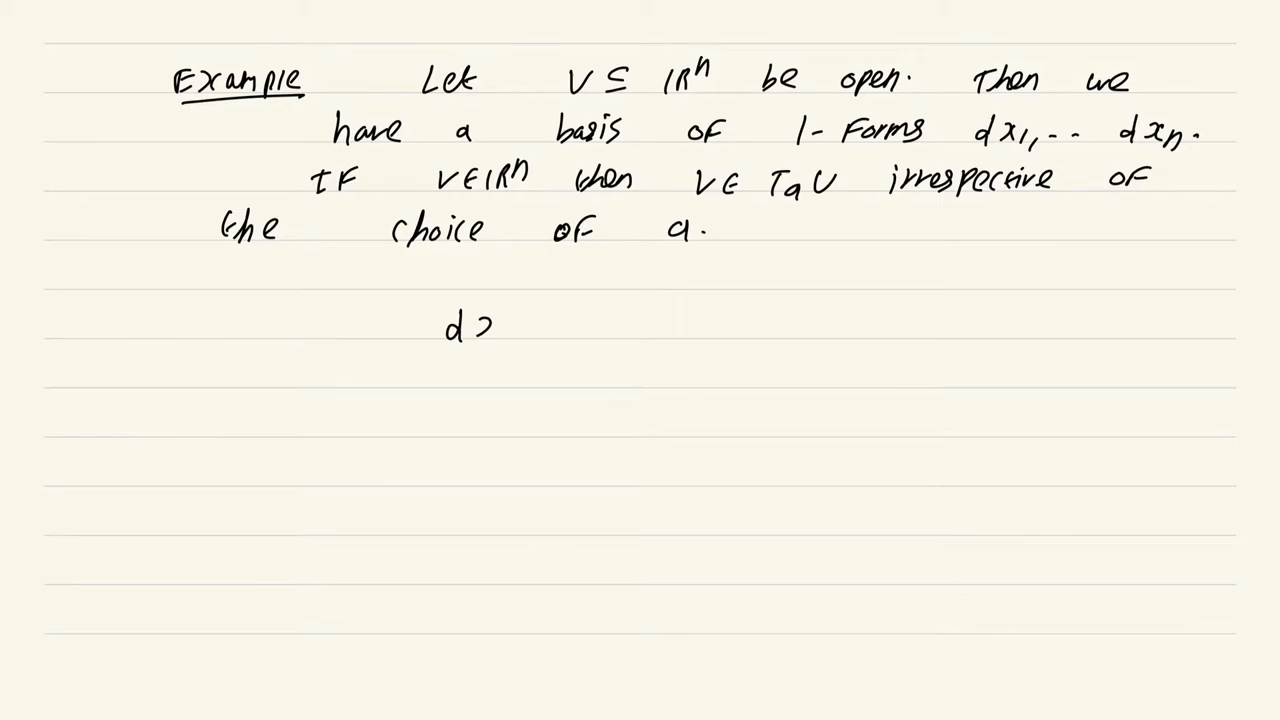 Example Let U ⊆ ℝⁿ be open. Then we
have a basis of 1-forms dx₁, ... dxₙ.
If v∈ℝⁿ then v∈ TₐU irrespective of
the choice of a.
d